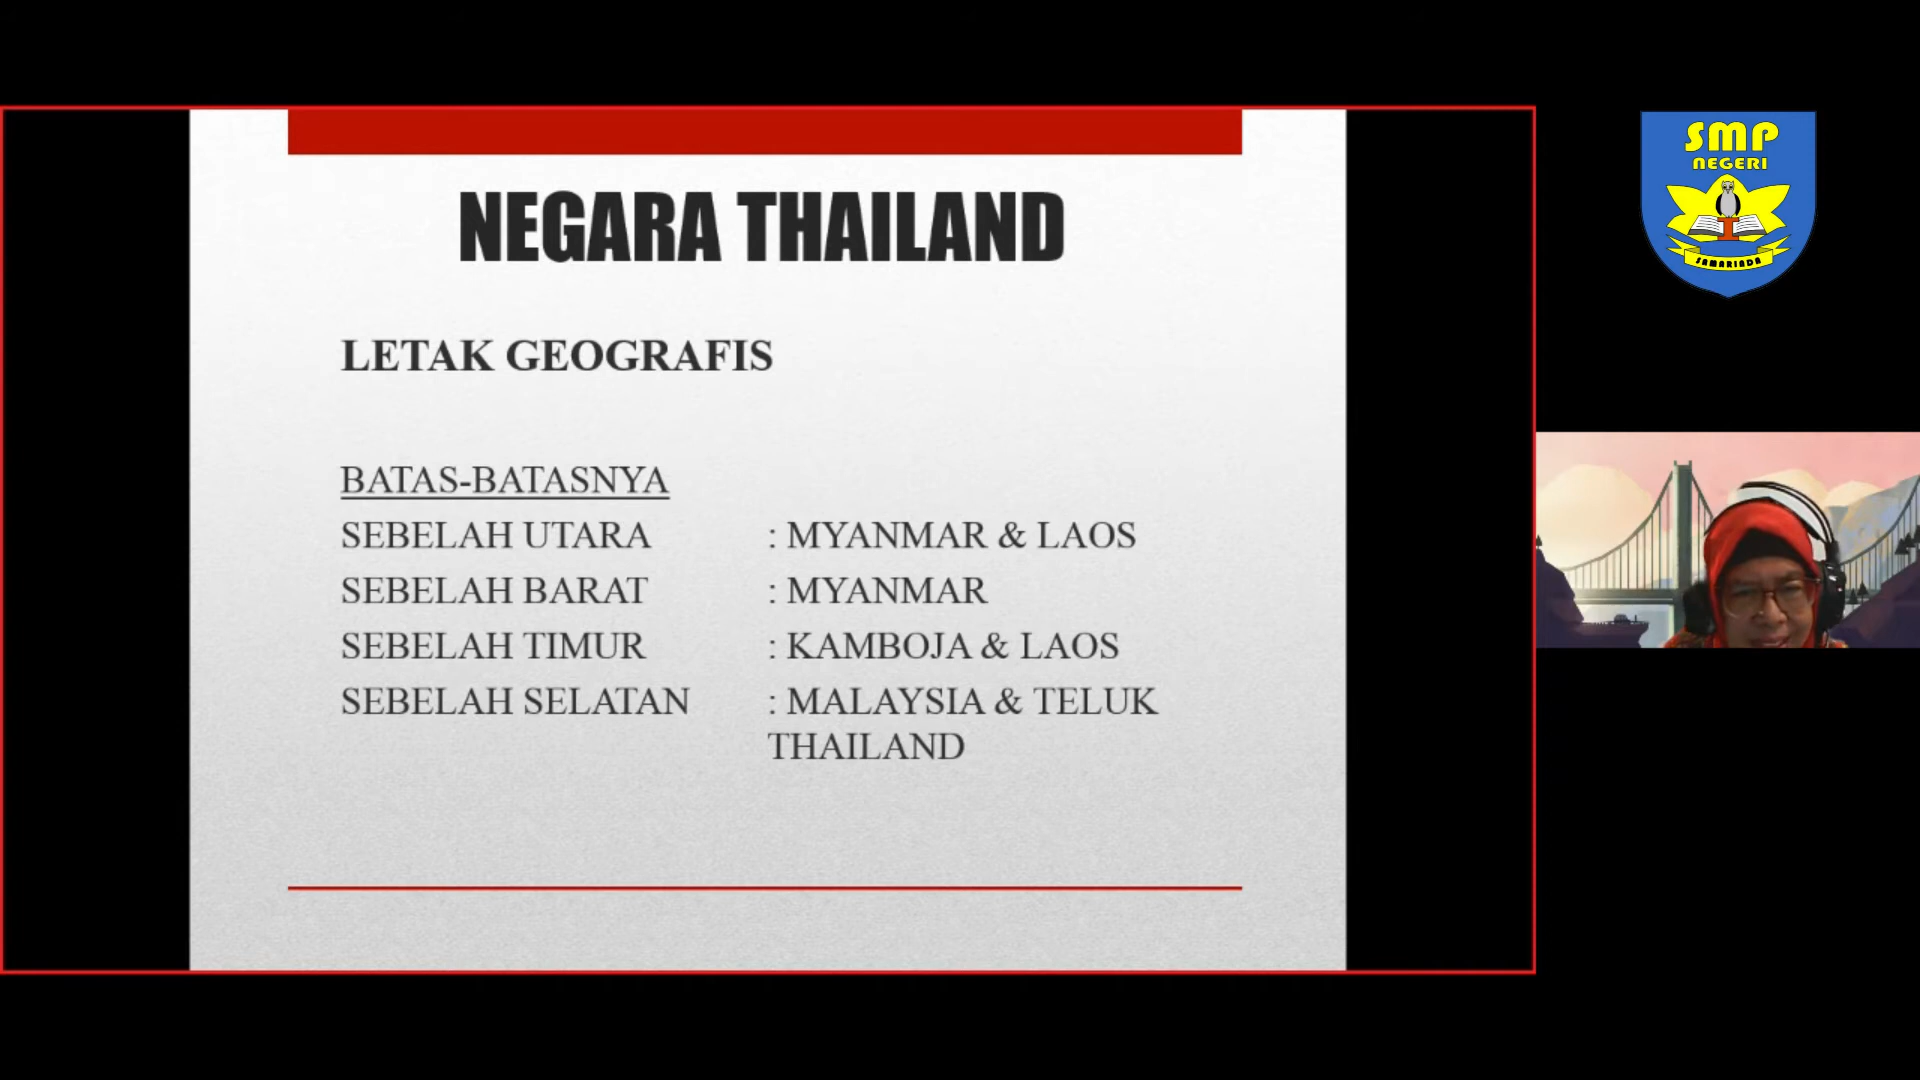 NEGARA THAILAND
LETAK GEOGRAFIS
BATAS-BATASNYA
SEBELAH UTARA : MYANMAR & LAOS
SEBELAH BARAT : MYANMAR
SEBELAH TIMUR : KAMBOJA & LAOS
SEBELAH SELATAN : MALAYSIA & TELUK
THAILAND
SMP
NEGERI
1
SAMARINDA